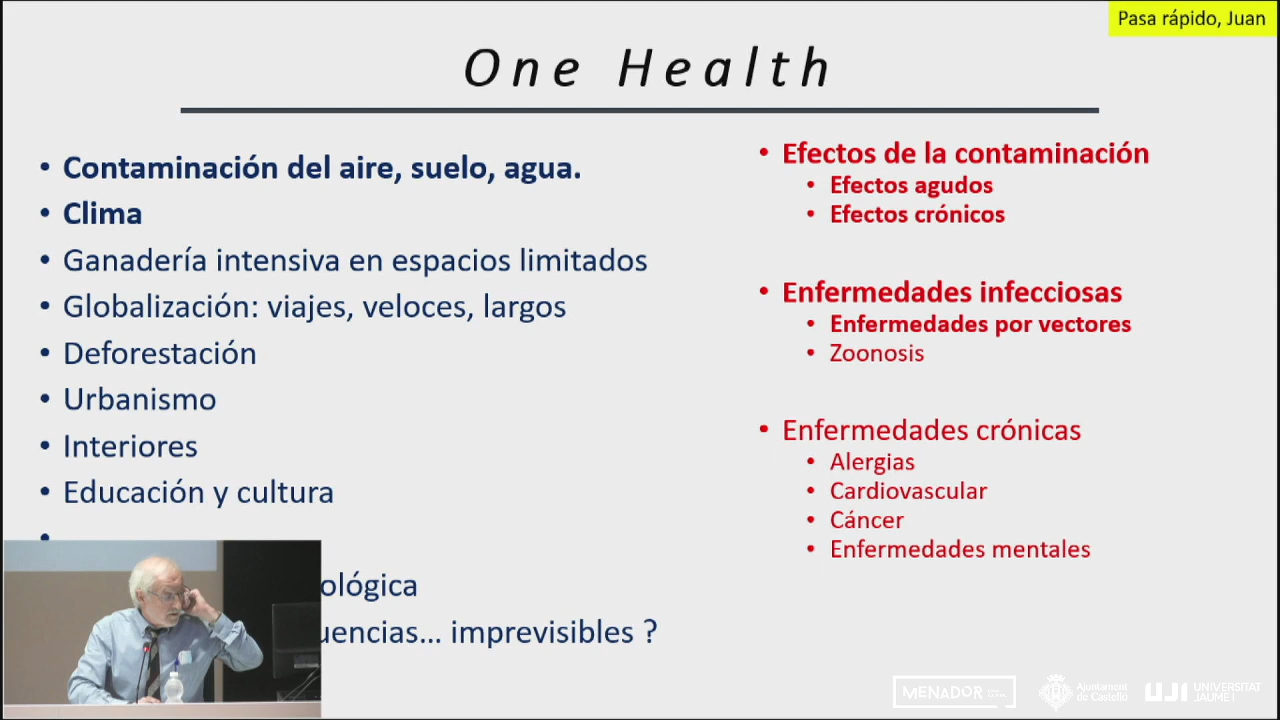 Pasa rápido, Juan
One Health
• Contaminación del aire, suelo, agua.
• Clima
• Ganadería intensiva en espacios limitados
• Globalización: viajes, veloces, largos
• Deforestación
• Urbanismo
• Interiores
• Educación y cultura
ológica
uencias... imprevisibles ?
• Efectos de la contaminación
• Efectos agudos
• Efectos crónicos
• Enfermedades infecciosas
• Enfermedades por vectores
• Zoonosis
• Enfermedades crónicas
• Alergias
• Cardiovascular
• Cáncer
• Enfermedades mentales
MENADOR
Ajuntament
de Castelló
UJI UNIVERSITAT
JAUME I